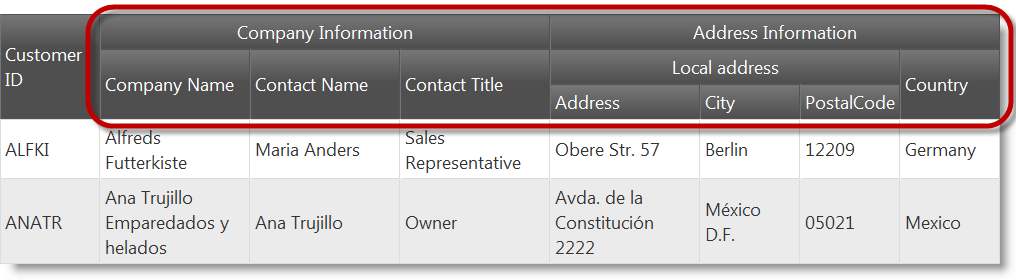 Company Information
Address Information
Customer
ID
Company Name
Contact Name
Contact Title
Local address
Country
Address
City
PostalCode
ALFKI
Alfreds
Futterkiste
Maria Anders
Sales
Representative
Obere Str. 57
Berlin
12209
Germany
ANATR
Ana Trujillo
Emparedados y
helados
Ana Trujillo
Owner
Avda. de la
Constitución
2222
México
D.F.
05021
Mexico